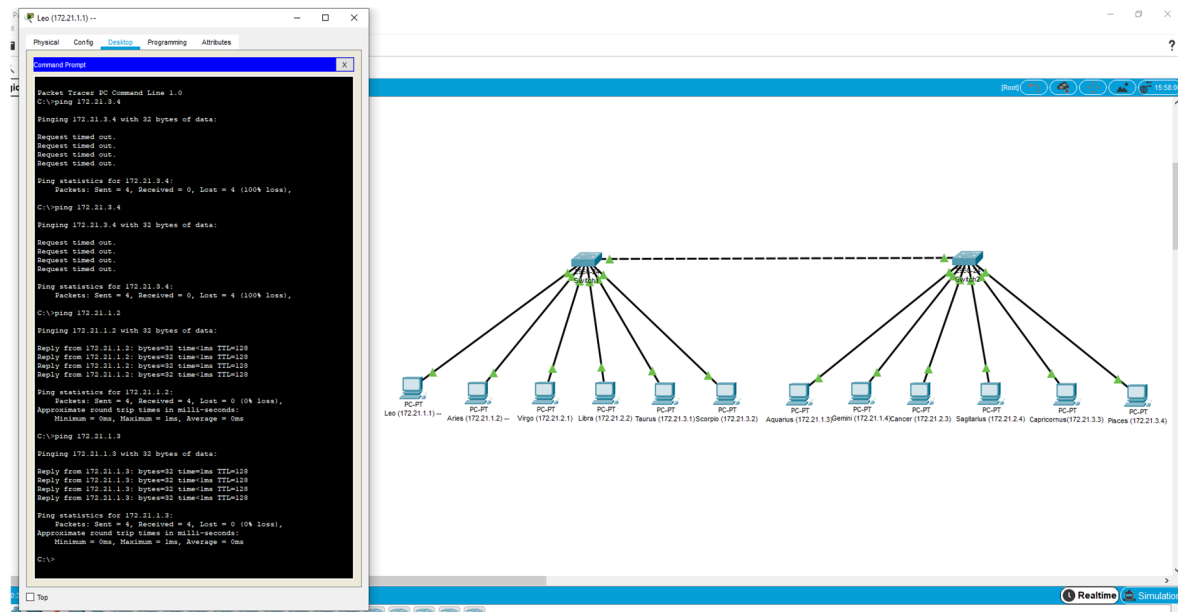 Leo (172.21.1.1) --
Physical Config Desktop Programming Attributes
Command Prompt X
Packet Tracer PC Command Line 1.0
C:\>ping 172.21.3.4
Pinging 172.21.3.4 with 32 bytes of data:
Request timed out.
Request timed out.
Request timed out.
Request timed out.
Ping statistics for 172.21.3.4:
Packets: Sent = 4, Received = 0, Lost = 4 (100% loss),
C:\>ping 172.21.3.4
Pinging 172.21.3.4 with 32 bytes of data:
Request timed out.
Request timed out.
Request timed out.
Request timed out.
Ping statistics for 172.21.3.4:
Packets: Sent = 4, Received = 0, Lost = 4 (100% loss),
C:\>ping 172.21.1.2
Pinging 172.21.1.2 with 32 bytes of data:
Reply from 172.21.1.2: bytes=32 time<1ms TTL=128
Reply from 172.21.1.2: bytes=32 time<1ms TTL=128
Reply from 172.21.1.2: bytes=32 time=1ms TTL=128
Reply from 172.21.1.2: bytes=32 time<1ms TTL=128
Ping statistics for 172.21.1.2:
Packets: Sent = 4, Received = 4, Lost = 0 (0% loss),
Approximate round trip times in milli-seconds:
Minimum = 0ms, Maximum = 1ms, Average = 0ms
C:\>ping 172.21.1.3
Pinging 172.21.1.3 with 32 bytes of data:
Reply from 172.21.1.3: bytes=32 time=1ms TTL=128
Reply from 172.21.1.3: bytes=32 time<1ms TTL=128
Reply from 172.21.1.3: bytes=32 time<1ms TTL=128
Reply from 172.21.1.3: bytes=32 time<1ms TTL=128
Ping statistics for 172.21.1.3:
Packets: Sent = 4, Received = 4, Lost = 0 (0% loss),
Approximate round trip times in milli-seconds:
Minimum = 0ms, Maximum = 1ms, Average = 0ms
C:\>
Top
[Root] 15:58:0
Switch1
Switch2
PC-PT
Leo (172.21.1.1) --
PC-PT
Aries (172.21.1.2) --
PC-PT
Virgo (172.21.2.1)
PC-PT
Libra (172.21.2.2)
PC-PT
Taurus (172.21.3.1)
PC-PT
Scorpio (172.21.3.2)
PC-PT
Aquarius (172.21.1.3)
PC-PT
Gemini (172.21.1.4)
PC-PT
Cancer (172.21.2.3)
PC-PT
Sagitarius (172.21.2.4)
PC-PT
Capricornus(172.21.3.3)
PC-PT
Pisces (172.21.3.4)
Realtime Simulation